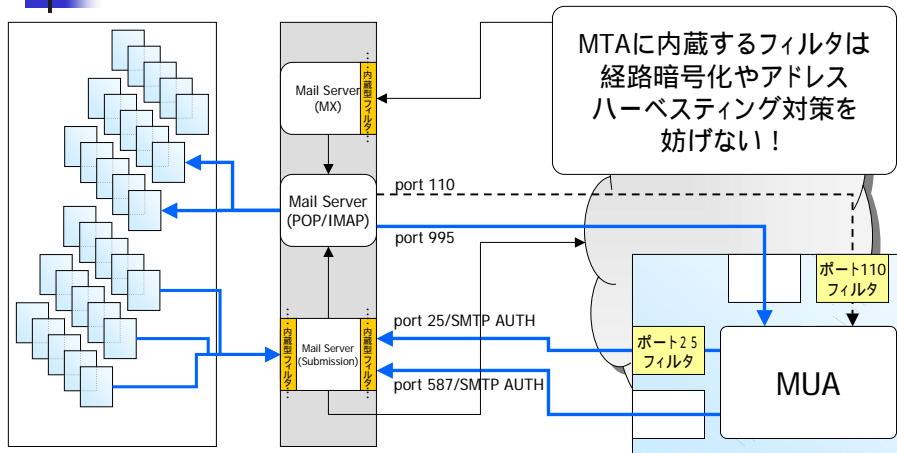 MTAに内蔵するフィルタは
経路暗号化やアドレス
ハーベスティング対策を
妨げない！
Mail Server
(MX)
…内蔵型フィルタ…
Mail Server
(POP/IMAP)
port 110
port 995
ポート110
フィルタ
…内蔵型フィルタ…
Mail Server
(Submission)
…内蔵型フィルタ…
port 25/SMTP AUTH
ポート25
フィルタ
port 587/SMTP AUTH
MUA